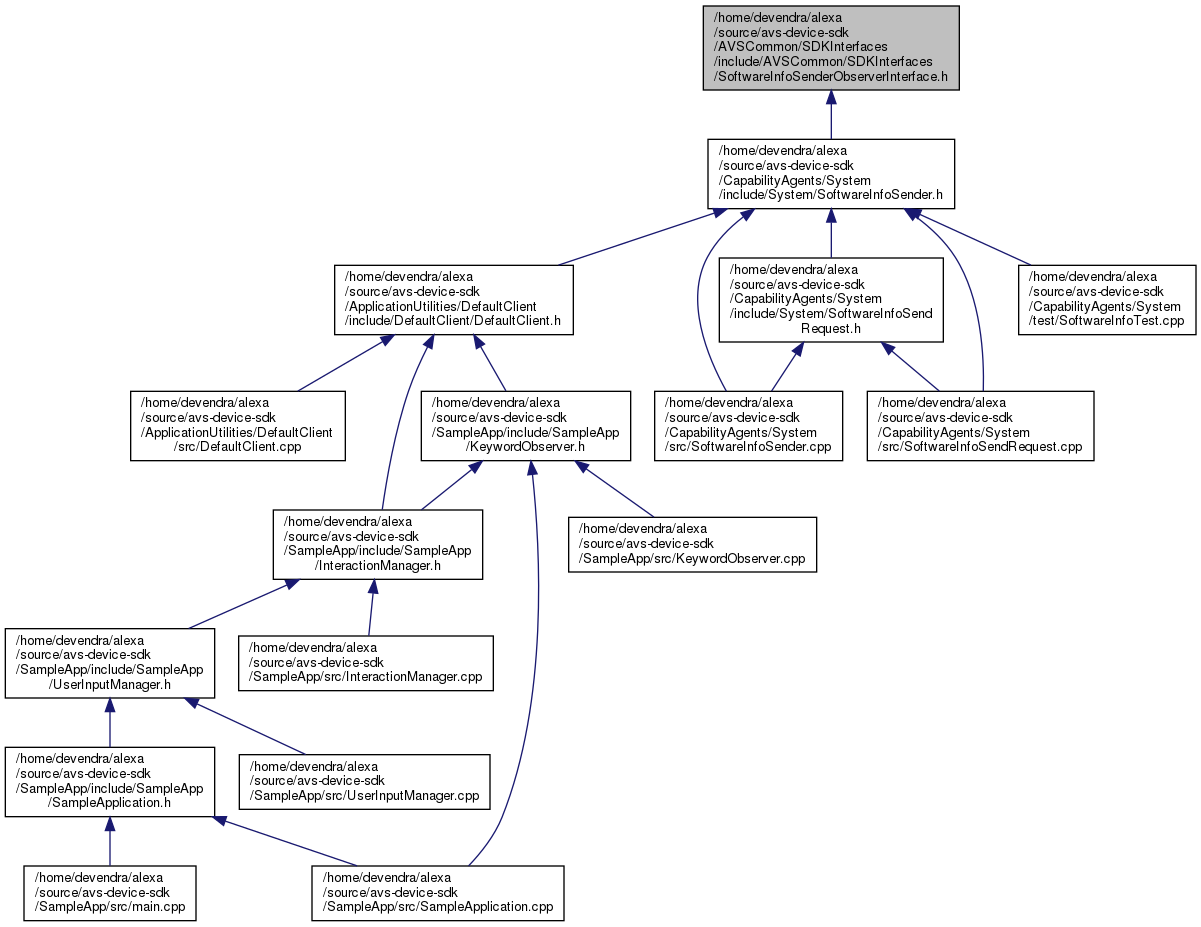 /home/devendra/alexa
/source/avs-device-sdk
/AVSCommon/SDKInterfaces
/include/AVSCommon/SDKInterfaces
/SoftwareInfoSenderObserverInterface.h
/home/devendra/alexa
/source/avs-device-sdk
/CapabilityAgents/System
/include/System/SoftwareInfoSender.h
/home/devendra/alexa
/source/avs-device-sdk
/ApplicationUtilities/DefaultClient
/include/DefaultClient/DefaultClient.h
/home/devendra/alexa
/source/avs-device-sdk
/CapabilityAgents/System
/include/System/SoftwareInfoSend
Request.h
/home/devendra/alexa
/source/avs-device-sdk
/CapabilityAgents/System
/test/SoftwareInfoTest.cpp
/home/devendra/alexa
/source/avs-device-sdk
/ApplicationUtilities/DefaultClient
/src/DefaultClient.cpp
/home/devendra/alexa
/source/avs-device-sdk
/SampleApp/include/SampleApp
/KeywordObserver.h
/home/devendra/alexa
/source/avs-device-sdk
/CapabilityAgents/System
/src/SoftwareInfoSender.cpp
/home/devendra/alexa
/source/avs-device-sdk
/CapabilityAgents/System
/src/SoftwareInfoSendRequest.cpp
/home/devendra/alexa
/source/avs-device-sdk
/SampleApp/include/SampleApp
/InteractionManager.h
/home/devendra/alexa
/source/avs-device-sdk
/SampleApp/src/KeywordObserver.cpp
/home/devendra/alexa
/source/avs-device-sdk
/SampleApp/include/SampleApp
/UserInputManager.h
/home/devendra/alexa
/source/avs-device-sdk
/SampleApp/src/InteractionManager.cpp
/home/devendra/alexa
/source/avs-device-sdk
/SampleApp/include/SampleApp
/SampleApplication.h
/home/devendra/alexa
/source/avs-device-sdk
/SampleApp/src/UserInputManager.cpp
/home/devendra/alexa
/source/avs-device-sdk
/SampleApp/src/main.cpp
/home/devendra/alexa
/source/avs-device-sdk
/SampleApp/src/SampleApplication.cpp